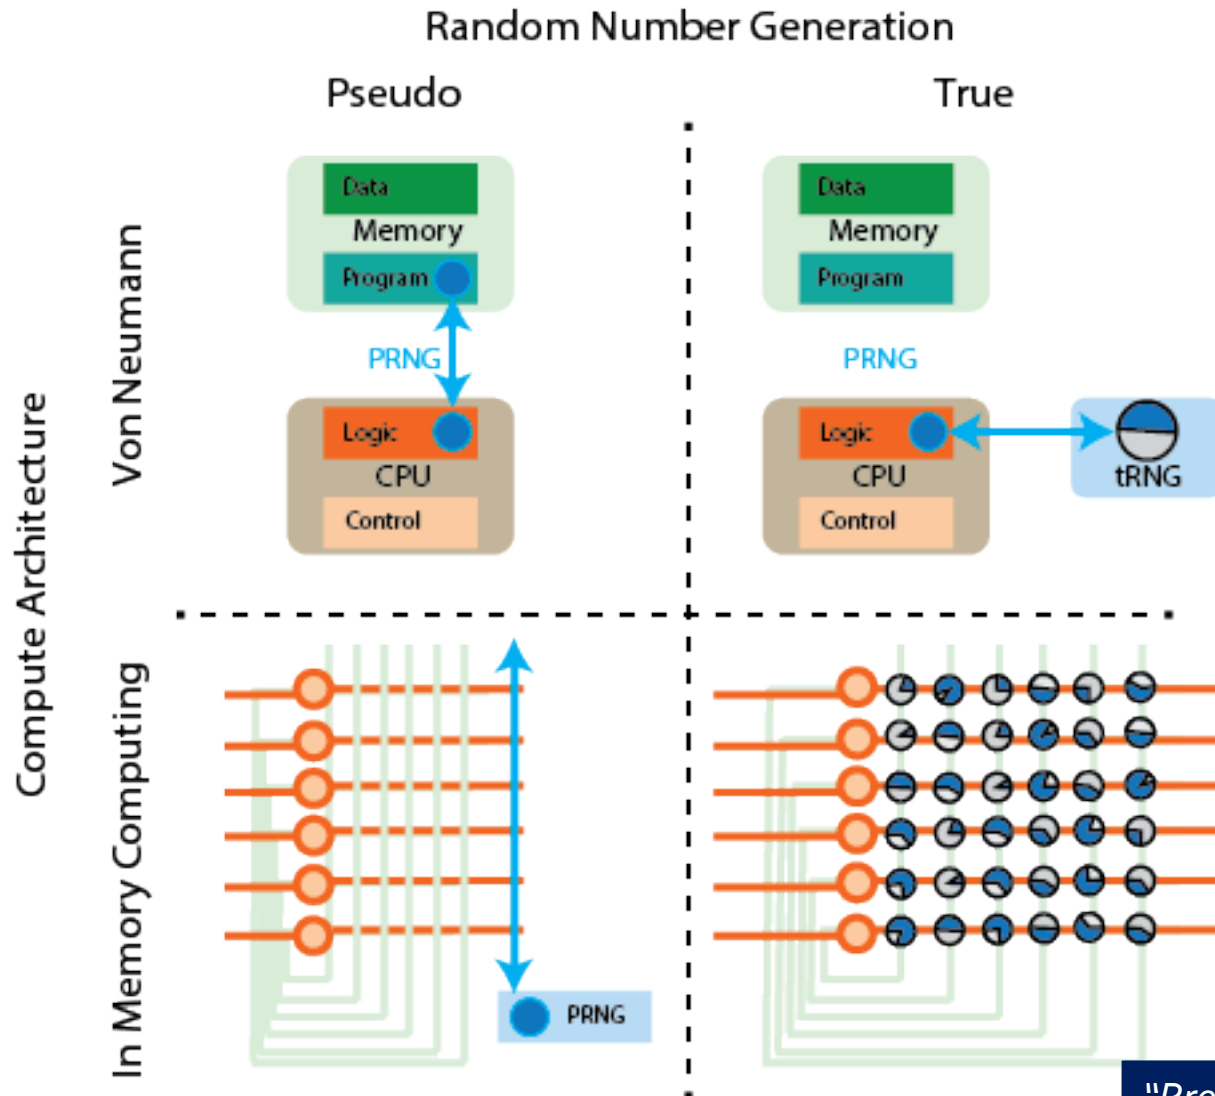 Random Number Generation
Pseudo
True
Compute Architecture
Von Neumann
Data
Memory
Program
PRNG
Logic
CPU
Control
Data
Memory
Program
PRNG
Logic
CPU
Control
tRNG
In Memory Computing
PRNG